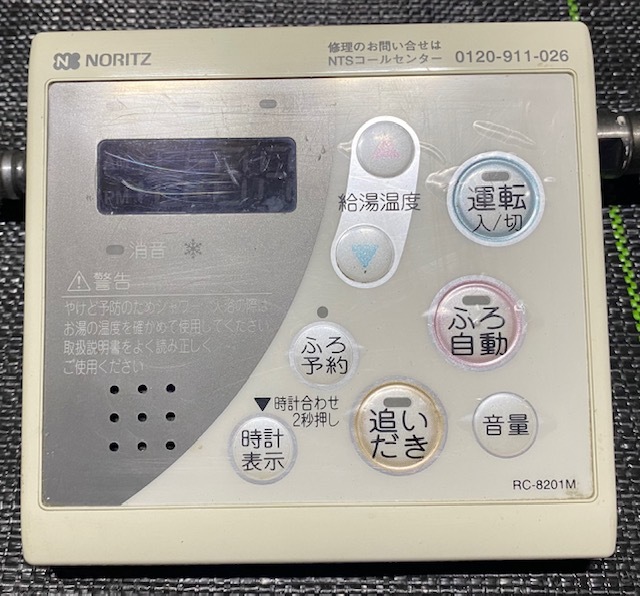 NORITZ
修理のお問い合せは
NTSコールセンター 0120-911-026
給湯温度
運転
入/切
消音
警告
やけど予防のためシャワー・入浴の際は
お湯の温度を確かめて使用してください
取扱説明書をよく読み正しく
ご使用ください
ふろ
自動
ふろ
予約
▼時計合わせ
2秒押し
時計
表示
追い
だき
音量
RC-8201M